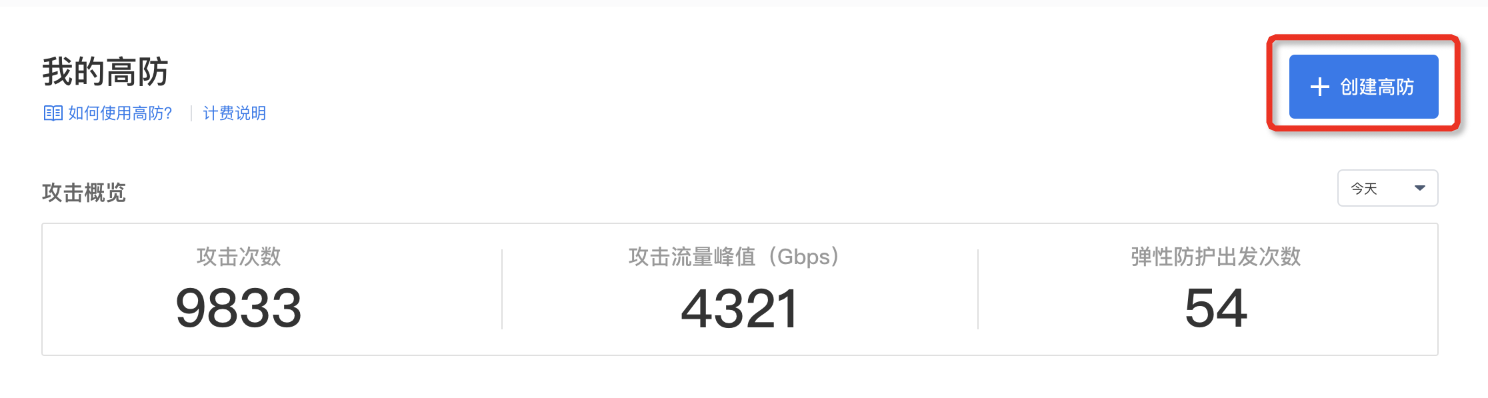 我的高防
如何使用高防? 计费说明
+ 创建高防
攻击概览
今天
攻击次数 攻击流量峰值（Gbps） 弹性防护出发次数
9833 4321 54